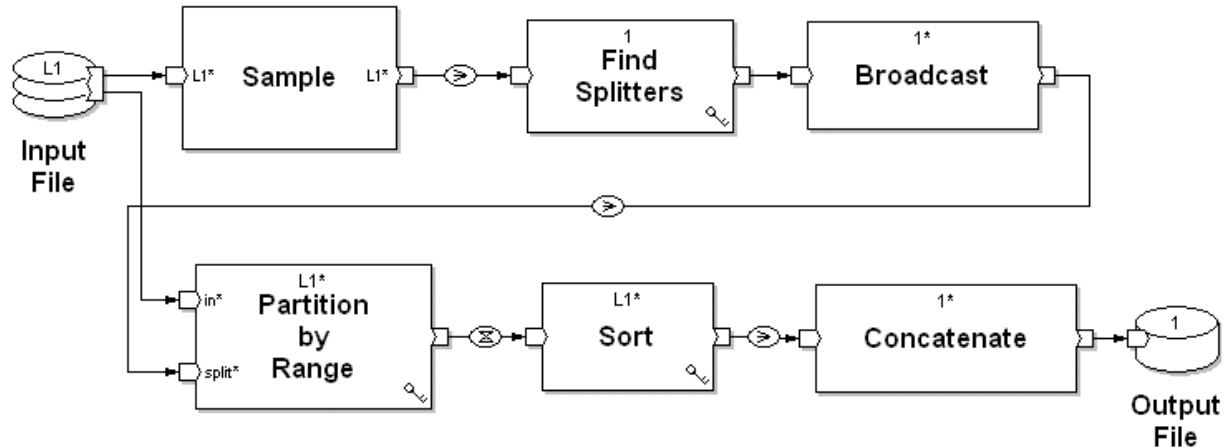 L1
Input
File
L1*
Sample
L1*
1
Find
Splitters
1*
Broadcast
in*
split*
L1*
Partition
by
Range
L1*
Sort
1*
Concatenate
1
Output
File